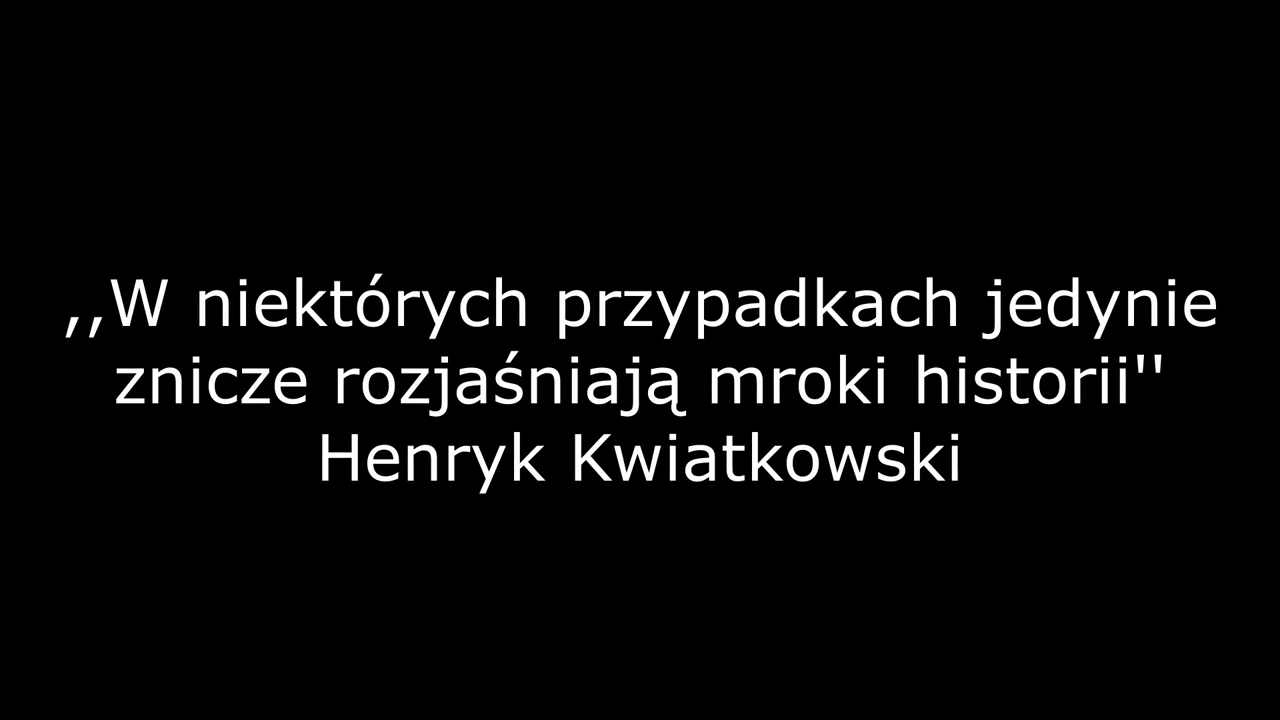 ,,W niektórych przypadkach jedynie
znicze rozjaśniają mroki historii''
Henryk Kwiatkowski